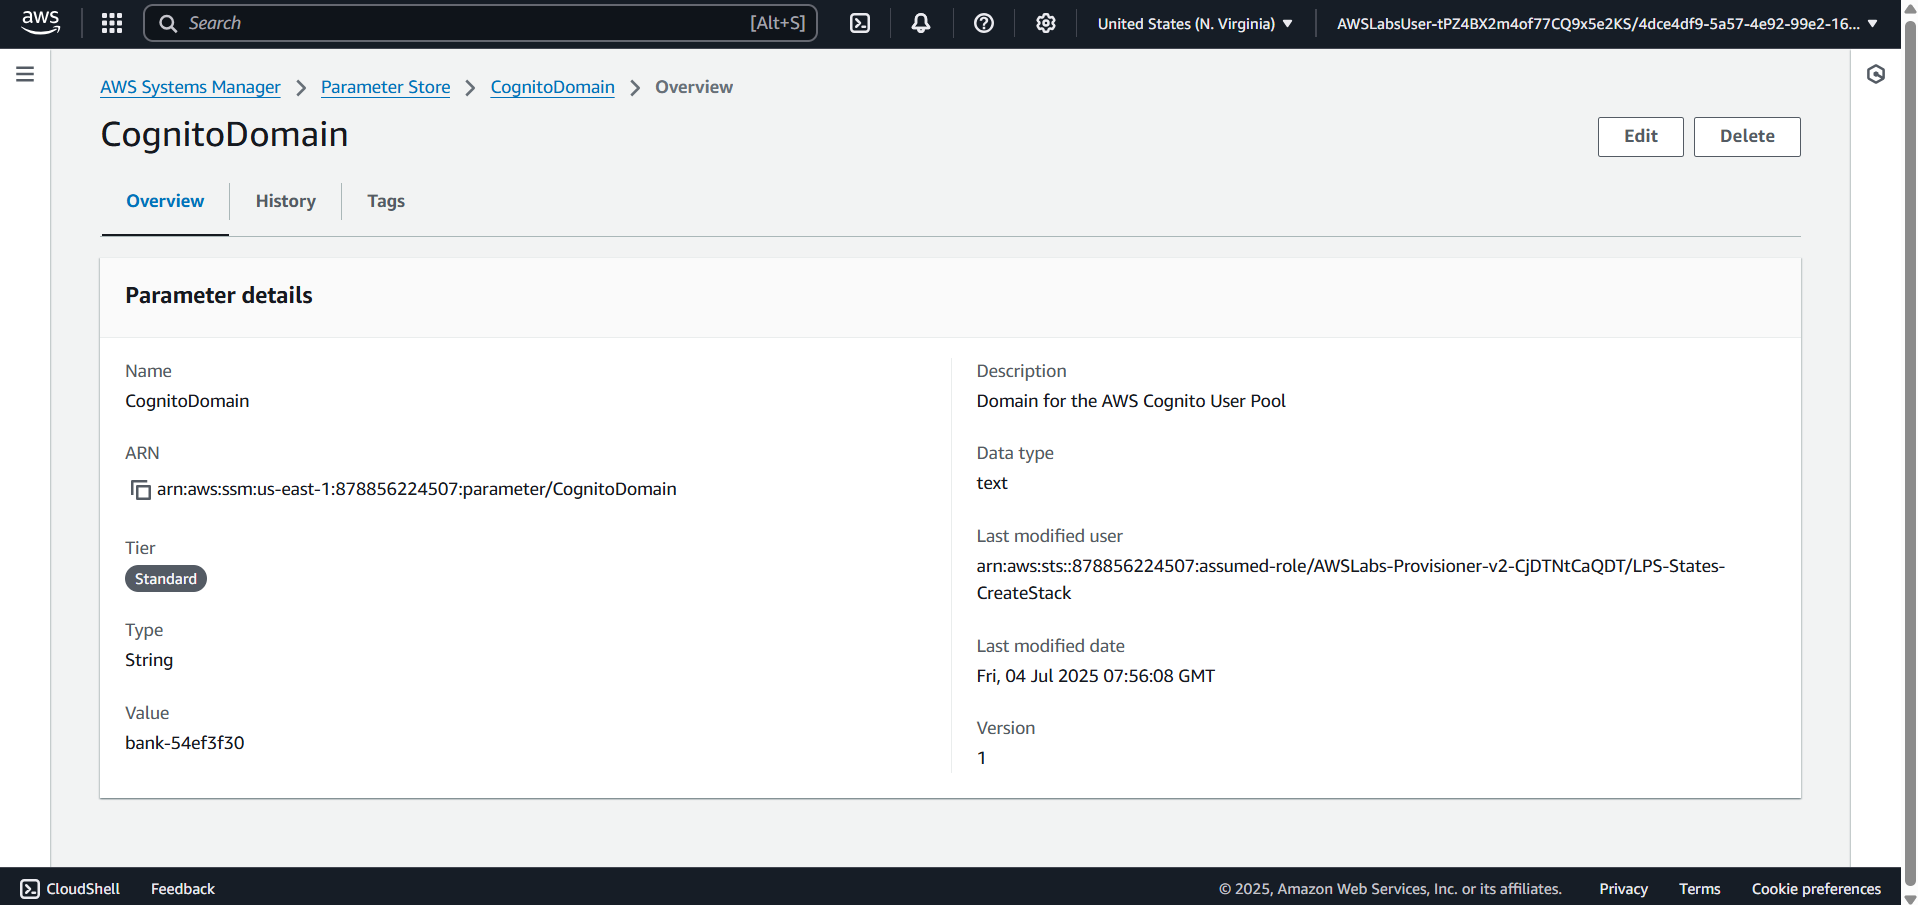 aws
Search
[Alt+S]
United States (N. Virginia)
AWSLabsUser-tPZ4BX2m4of77CQ9x5e2KS/4dce4df9-5a57-4e92-99e2-16...
AWS Systems Manager
Parameter Store
CognitoDomain
Overview
CognitoDomain
Edit
Delete
Overview
History
Tags
Parameter details
Name
CognitoDomain
ARN
arn:aws:ssm:us-east-1:878856224507:parameter/CognitoDomain
Tier
Standard
Type
String
Value
bank-54ef3f30
Description
Domain for the AWS Cognito User Pool
Data type
text
Last modified user
arn:aws:sts::878856224507:assumed-role/AWSLabs-Provisioner-v2-CjDTNtCaQDT/LPS-States-
CreateStack
Last modified date
Fri, 04 Jul 2025 07:56:08 GMT
Version
1
CloudShell
Feedback
© 2025, Amazon Web Services, Inc. or its affiliates.
Privacy
Terms
Cookie preferences